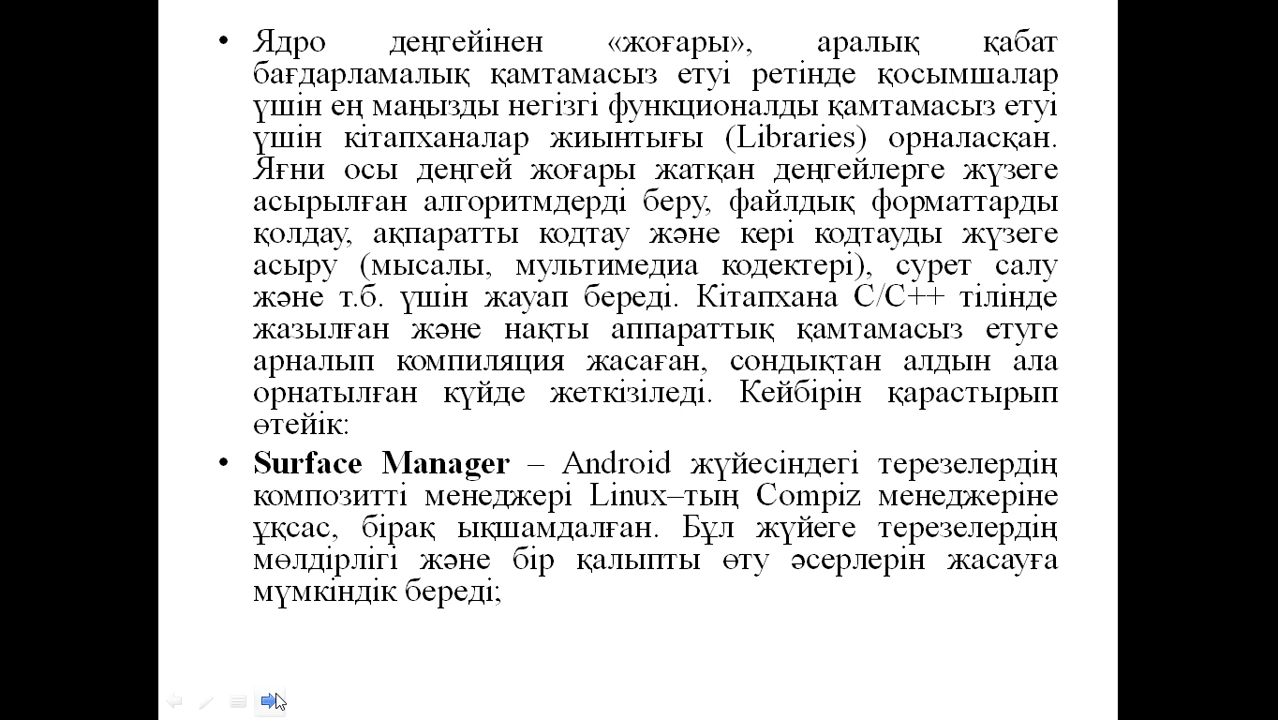 • Ядро деңгейінен «жоғары», аралық қабат
бағдарламалық қамтамасыз етуі ретінде қосымшалар
үшін ең маңызды негізгі функционалды қамтамасыз етуі
үшін кітапханалар жиынтығы (Libraries) орналасқан.
Яғни осы деңгей жоғары жатқан деңгейлерге жүзеге
асырылған алгоритмдерді беру, файлдық форматтарды
қолдау, ақпаратты кодтау және кері кодтауды жүзеге
асыру (мысалы, мультимедиа кодектері), сурет салу
және т.б. үшін жауап береді. Кітапхана С/С++ тілінде
жазылған және нақты аппараттық қамтамасыз етуге
арналып компиляция жасаған, сондықтан алдын ала
орнатылған күйде жеткізіледі. Кейбірін қарастырып
өтейік:
• Surface Manager – Android жүйесіндегі терезелердің
композитті менеджері Linux–тың Compiz менеджеріне
ұқсас, бірақ ықшамдалған. Бұл жүйеге терезелердің
мөлдірлігі және бір қалыпты өту әсерлерін жасауға
мүмкіндік береді;